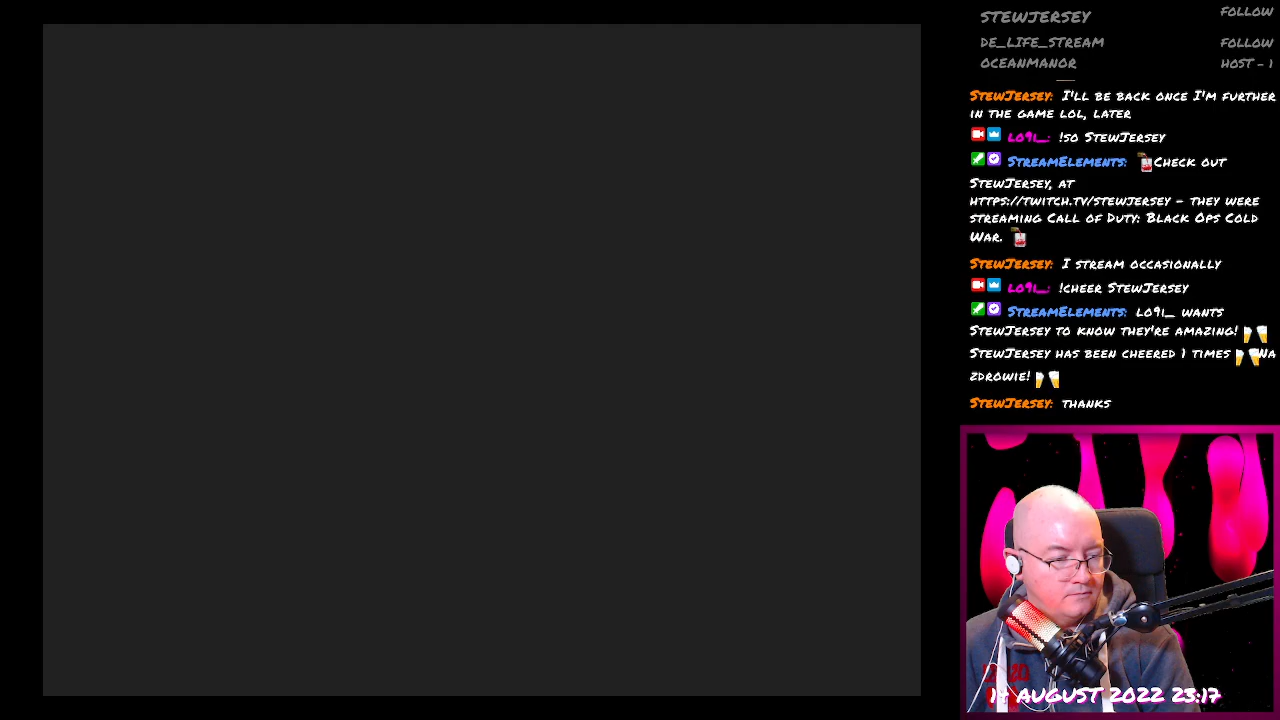 STEWJERSEY FOLLOW
DE_LIFE_STREAM FOLLOW
OCEANMANOR HOST - 1
StewJersey: I'll be back once I'm further
in the game lol, later
lo9i_: !so StewJersey
StreamElements: Check out
StewJersey, at
https://twitch.tv/stewjersey - they were
streaming Call of Duty: Black Ops Cold
War.
StewJersey: I stream occasionally
lo9i_: !cheer StewJersey
StreamElements: lo9i_ wants
StewJersey to know they're amazing!
StewJersey has been cheered 1 times Na
zdrowie!
StewJersey: thanks
AUGUST 2022 23:17